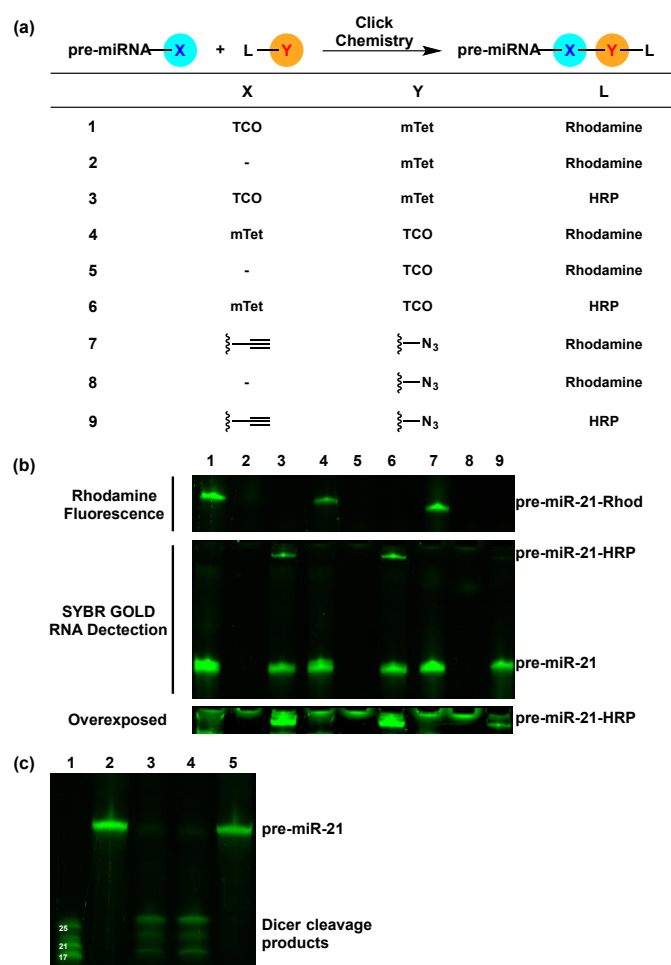 (a)
pre-miRNA X + L Y Click Chemistry pre-miRNA X Y L
X Y L
1 TCO mTet Rhodamine
2 - mTet Rhodamine
3 TCO mTet HRP
4 mTet TCO Rhodamine
5 - TCO Rhodamine
6 mTet TCO HRP
7 N3 Rhodamine
8 - N3 Rhodamine
9 N3 HRP
(b)
1 2 3 4 5 6 7 8 9
Rhodamine
Fluorescence
pre-miR-21-Rhod
pre-miR-21-HRP
SYBR GOLD
RNA Dectection
pre-miR-21
Overexposed pre-miR-21-HRP
(c)
1 2 3 4 5
pre-miR-21
25
21
17
Dicer cleavage
products